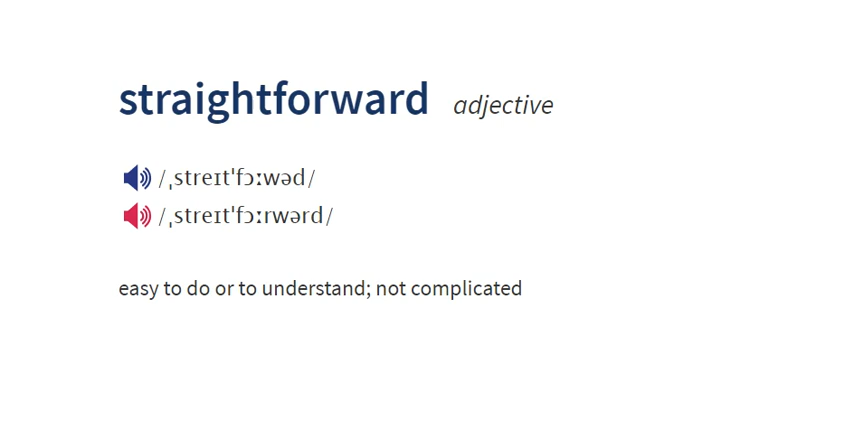 straightforward adjective
/ˌstreɪtˈfɔːwəd/
/ˌstreɪtˈfɔːrwərd/
easy to do or to understand; not complicated